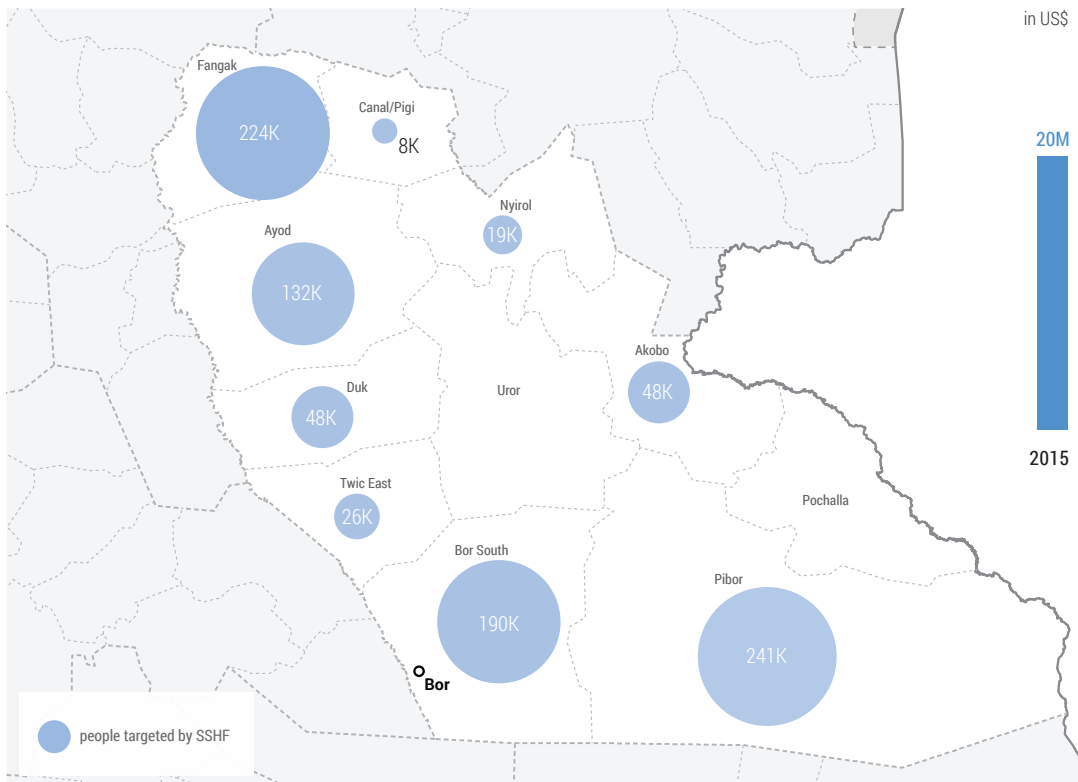 in US$
Fangak
224K
Canal/Pigi
8K
20M
Nyirol
19K
Ayod
132K
Akobo
48K
Duk
48K
Uror
2015
Twic East
26K
Pochalla
Bor South
190K
Pibor
241K
Bor
people targeted by SSHF